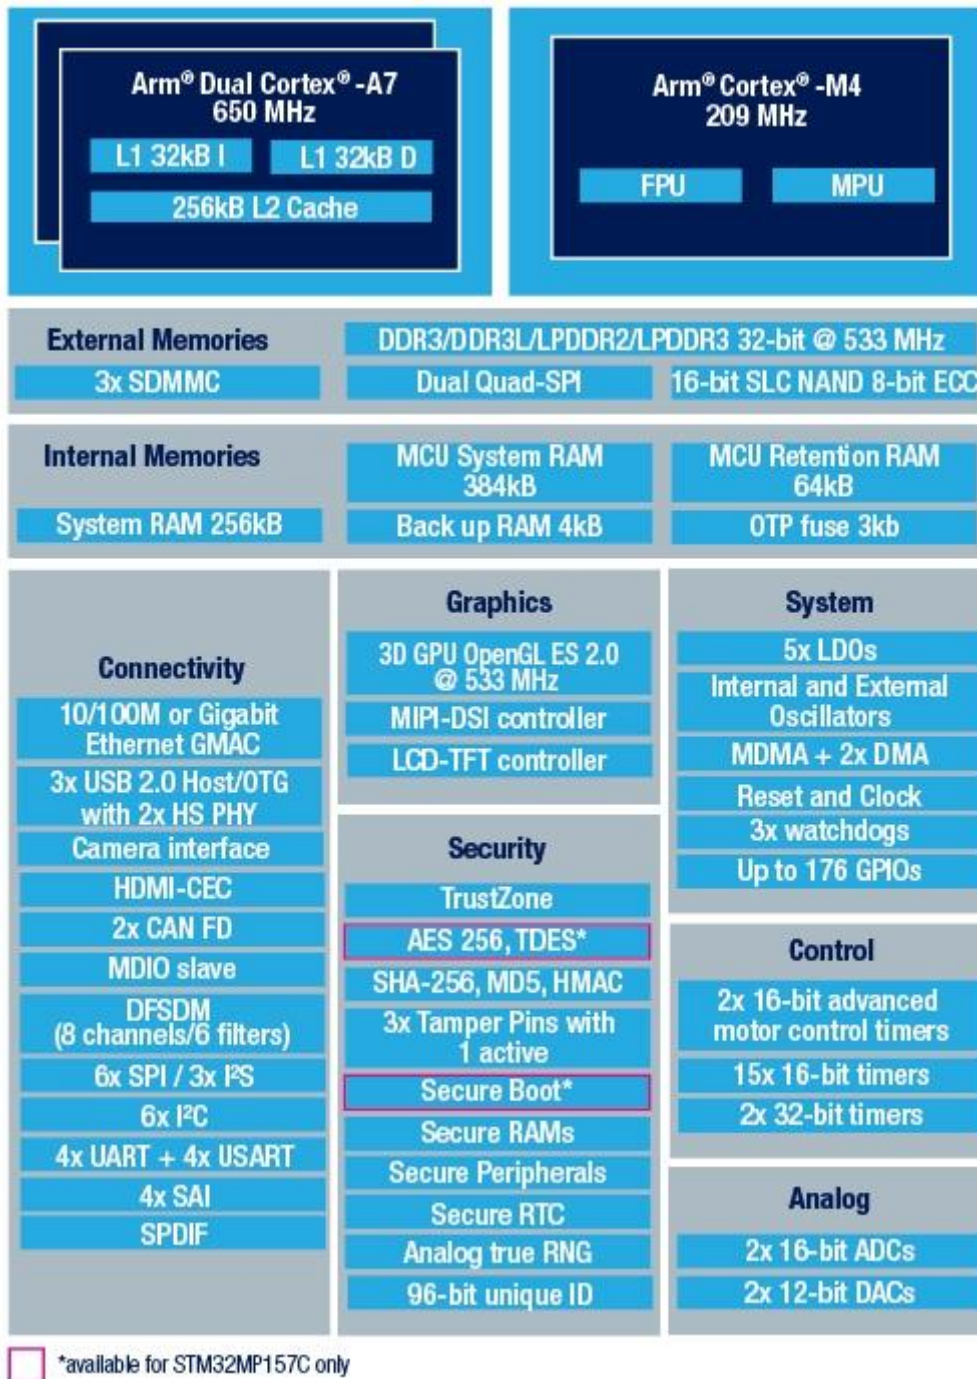 Arm® Dual Cortex® -A7
650 MHz
L1 32kB I
L1 32kB D
256kB L2 Cache
Arm® Cortex® -M4
209 MHz
FPU
MPU
External Memories
DDR3/DDR3L/LPDDR2/LPDDR3 32-bit @ 533 MHz
3x SDMMC
Dual Quad-SPI
16-bit SLC NAND 8-bit ECC
Internal Memories
MCU System RAM
384kB
MCU Retention RAM
64kB
System RAM 256kB
Back up RAM 4kB
OTP fuse 3kb
Connectivity
10/100M or Gigabit
Ethernet GMAC
3x USB 2.0 Host/OTG
with 2x HS PHY
Camera interface
HDMI-CEC
2x CAN FD
MDIO slave
DFSDM
(8 channels/6 filters)
6x SPI / 3x I²S
6x I²C
4x UART + 4x USART
4x SAI
SPDIF
Graphics
3D GPU OpenGL ES 2.0
@ 533 MHz
MIPI-DSI controller
LCD-TFT controller
Security
TrustZone
AES 256, TDES*
SHA-256, MD5, HMAC
3x Tamper Pins with
1 active
Secure Boot*
Secure RAMs
Secure Peripherals
Secure RTC
Analog true RNG
96-bit unique ID
System
5x LDOs
Internal and External
Oscillators
MDMA + 2x DMA
Reset and Clock
3x watchdogs
Up to 176 GPIOs
Control
2x 16-bit advanced
motor control timers
15x 16-bit timers
2x 32-bit timers
Analog
2x 16-bit ADCs
2x 12-bit DACs
*available for STM32MP157C only